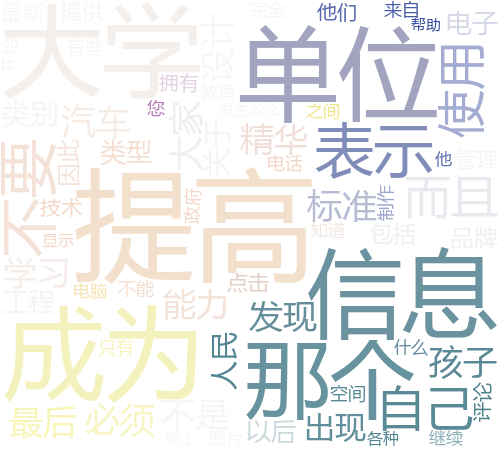 最新
提供
完全
他们
来自
大学
有些
帮助
电子
设计
单位
使用
类别
拥有
教育
汽车
您
大家
之间
不要
因此
类型
关于
精华
电话
表示
他
管理
提高
技术
政府
标准
制作
而且
显示
知道
包括
品牌
学习
工程
电脑
不能
能力
点击
信息
成为
只有
发现
人民
那个
什么
孩子
空间
自己
评论
最后
必须
不是
以后
出现
各种
继续
网上
图片